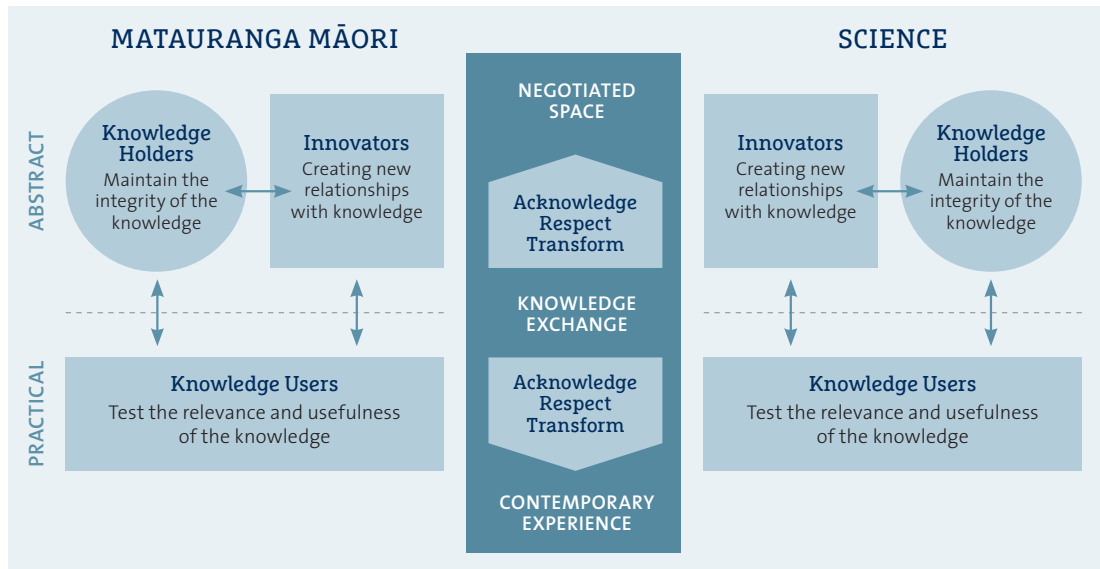 MATAURANGA MĀORI
ABSTRACT
Knowledge
Holders
Maintain the
integrity of the
knowledge
Innovators
Creating new
relationships
with knowledge
PRACTICAL
Knowledge Users
Test the relevance and usefulness
of the knowledge
NEGOTIATED
SPACE
Acknowledge
Respect
Transform
KNOWLEDGE
EXCHANGE
Acknowledge
Respect
Transform
CONTEMPORARY
EXPERIENCE
SCIENCE
Innovators
Creating new
relationships
with knowledge
Knowledge
Holders
Maintain the
integrity of the
knowledge
Knowledge Users
Test the relevance and usefulness
of the knowledge